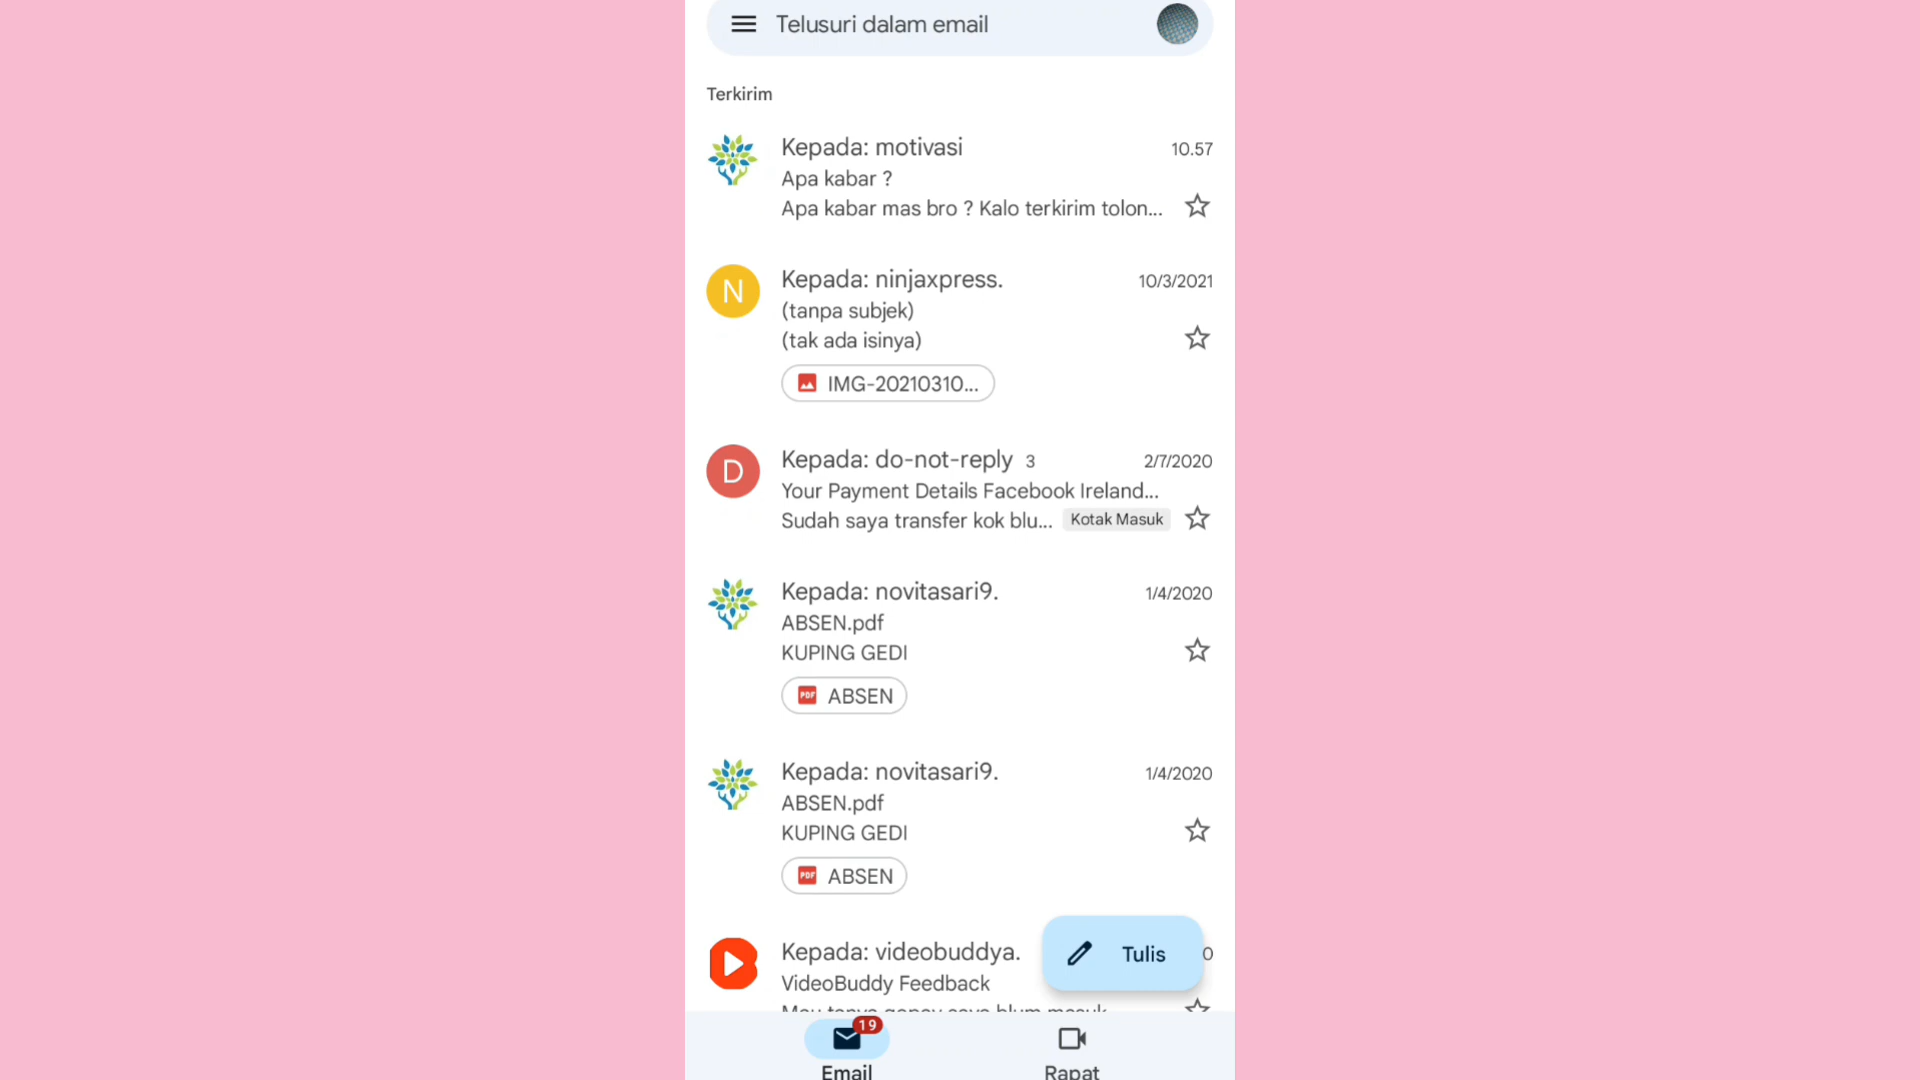 Telusuri dalam email
Terkirim
Kepada: motivasi 10.57
Apa kabar ?
Apa kabar mas bro ? Kalo terkirim tolon...
N Kepada: ninjaxpress. 10/3/2021
(tanpa subjek)
(tak ada isinya)
IMG-20210310...
D Kepada: do-not-reply 3 2/7/2020
Your Payment Details Facebook Ireland...
Sudah saya transfer kok blu... Kotak Masuk
Kepada: novitasari9. 1/4/2020
ABSEN.pdf
KUPING GEDI
PDF ABSEN
Kepada: novitasari9. 1/4/2020
ABSEN.pdf
KUPING GEDI
PDF ABSEN
Kepada: videobuddya. 0
Tulis
VideoBuddy Feedback
19
Email Rapat